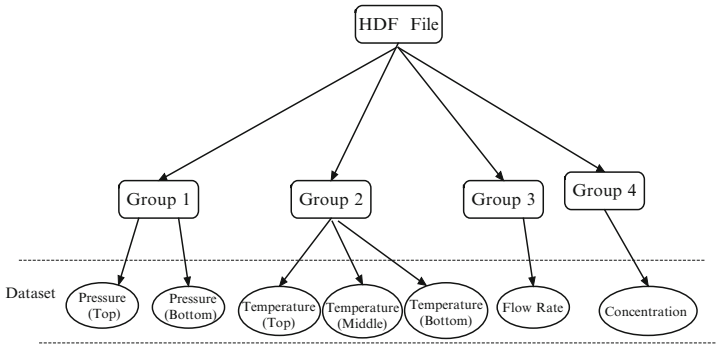 HDF File
Group 1
Group 2
Group 3
Group 4
Dataset
Pressure
(Top)
Pressure
(Bottom)
Temperature
(Top)
Temperature
(Middle)
Temperature
(Bottom)
Flow Rate
Concentration